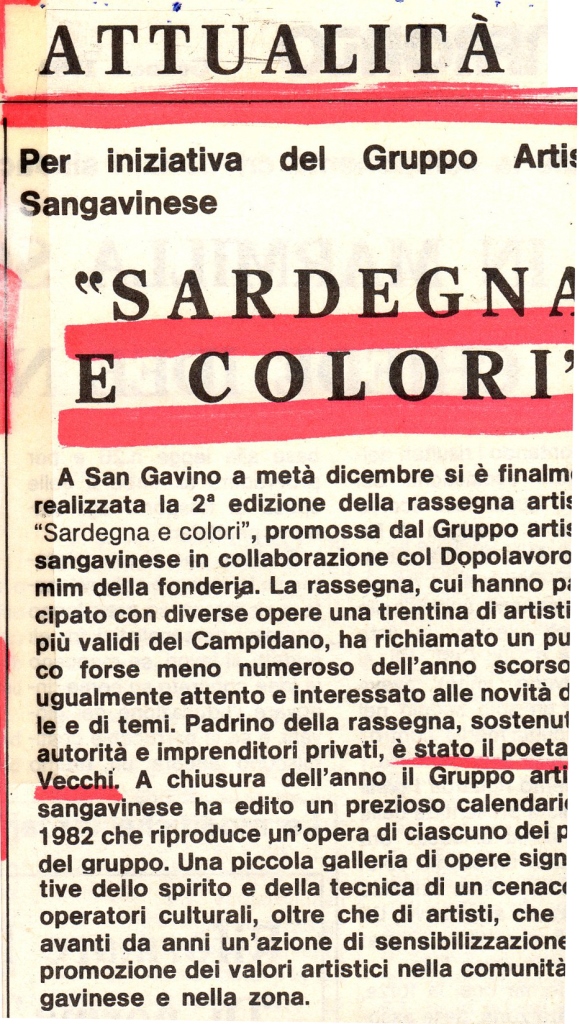 ATTUALITÀ
Per iniziativa del Gruppo Artis
Sangavinese
“SARDEGNA
E COLORI”
A San Gavino a metà dicembre si è finalm
realizzata la 2ª edizione della rassegna artis
“Sardegna e colori”, promossa dal Gruppo artis
sangavinese in collaborazione col Dopolavoro
mim della fonderia. La rassegna, cui hanno pa
cipato con diverse opere una trentina di artisti
più validi del Campidano, ha richiamato un pu
co forse meno numeroso dell’anno scorso
ugualmente attento e interessato alle novità d
le e di temi. Padrino della rassegna, sostenut
autorità e imprenditori privati, è stato il poeta
Vecchi. A chiusura dell’anno il Gruppo arti
sangavinese ha edito un prezioso calendario
1982 che riproduce un’opera di ciascuno dei p
del gruppo. Una piccola galleria di opere sign
tive dello spirito e della tecnica di un cenac
operatori culturali, oltre che di artisti, che
avanti da anni un’azione di sensibilizzazione
promozione dei valori artistici nella comunità
gavinese e nella zona.